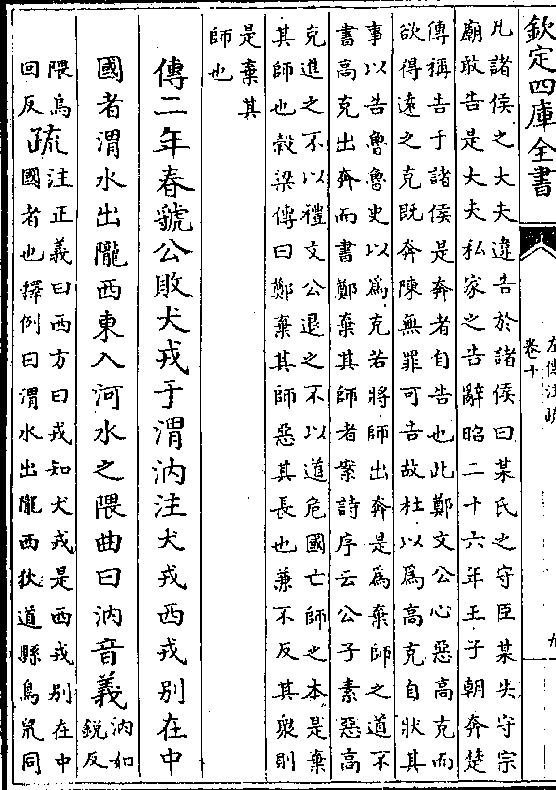 欽定四庫全書
左傳注疏
卷十
九
凡諸侯之大夫違告於諸侯曰某氏之守臣某失守宗
廟敢告是大夫私家之告辭昭二十六年王子朝奔楚
傳稱告于諸侯是奔者自告也此鄭文公心惡高克而
欲得遠之克既奔陳無罪可告故杜以爲高克自狀其
事以告魯魯史以爲克若將師出奔是爲棄師之道不
書高克出奔而書鄭棄其師者案詩序云公子素惡高
克進之不以禮文公退之不以道危國亡師之本是棄
其師也穀梁傳曰鄭棄其師惡其長也兼不反其衆則
是棄其
師也
傳二年春虢公敗犬戎于渭汭注犬戎西戎別在中
國者渭水出隴西東入河水之隈曲曰汭音義汭如
銳反
隈烏
回反
疏
注正義曰西方曰戎知犬戎是西戎別在中
國者也釋例曰渭水出隴西狄道縣鳥鼠同